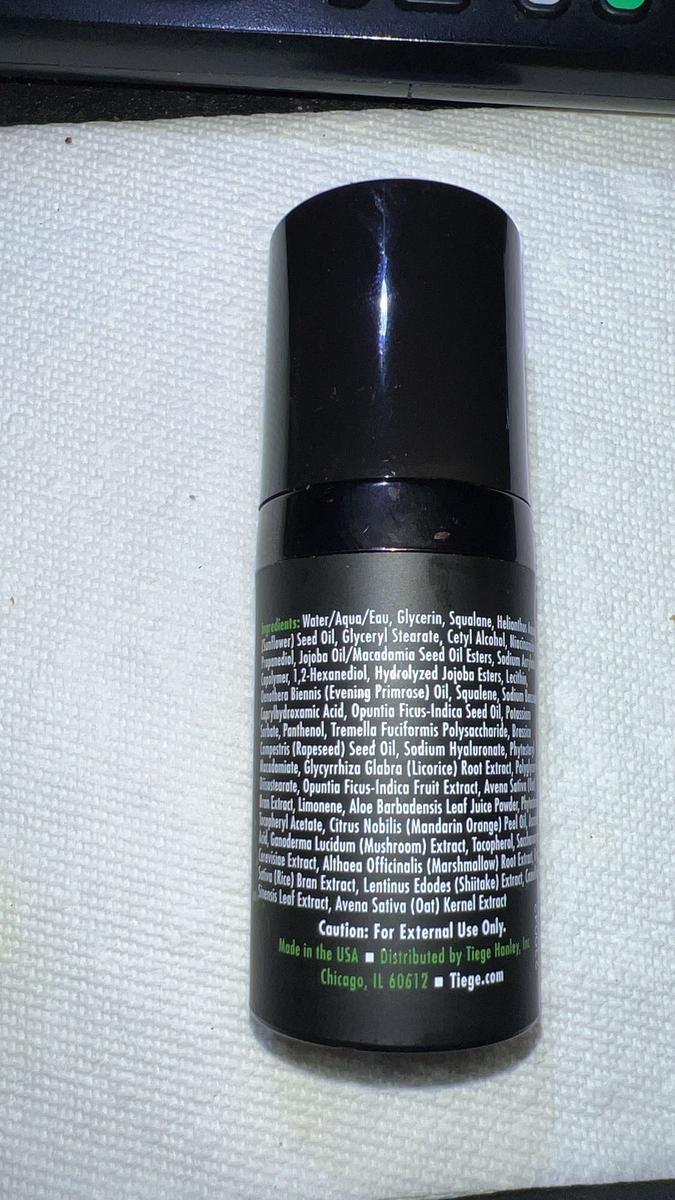 Ingredients: Water/Aqua/Eau, Glycerin, Squalane, Helianthus
(Sunflower) Seed Oil, Glyceryl Stearate, Cetyl Alcohol,
Propanediol, Jojoba Oil/Macadamia Seed Oil Esters, Sodium
Copolymer, 1,2-Hexanediol, Hydrolyzed Jojoba Esters, Lecithin,
Oenothera Biennis (Evening Primrose) Oil, Squalene, Sodium
Caprylhydroxamic Acid, Opuntia Ficus-Indica Seed Oil, Potassium
Sorbate, Panthenol, Tremella Fuciformis Polysaccharide, Brassica
Campestris (Rapeseed) Seed Oil, Sodium Hyaluronate,
Macadamiate, Glycyrrhiza Glabra (Licorice) Root Extract,
Diisostearate, Opuntia Ficus-Indica Fruit Extract, Avena Sativa
Bran Extract, Limonene, Aloe Barbadensis Leaf Juice Powder,
Tocopheryl Acetate, Citrus Nobilis (Mandarin Orange) Peel Oil,
Acid, Ganoderma Lucidum (Mushroom) Extract, Tocopherol,
Cerevisiae Extract, Althaea Officinalis (Marshmallow) Root Extract,
Sativa (Rice) Bran Extract, Lentinus Edodes (Shiitake) Extract,
Sinensis Leaf Extract, Avena Sativa (Oat) Kernel Extract
Caution: For External Use Only.
Made in the USA ■ Distributed by Tiege Hanley, Inc.
Chicago, IL 60612 ■ Tiege.com